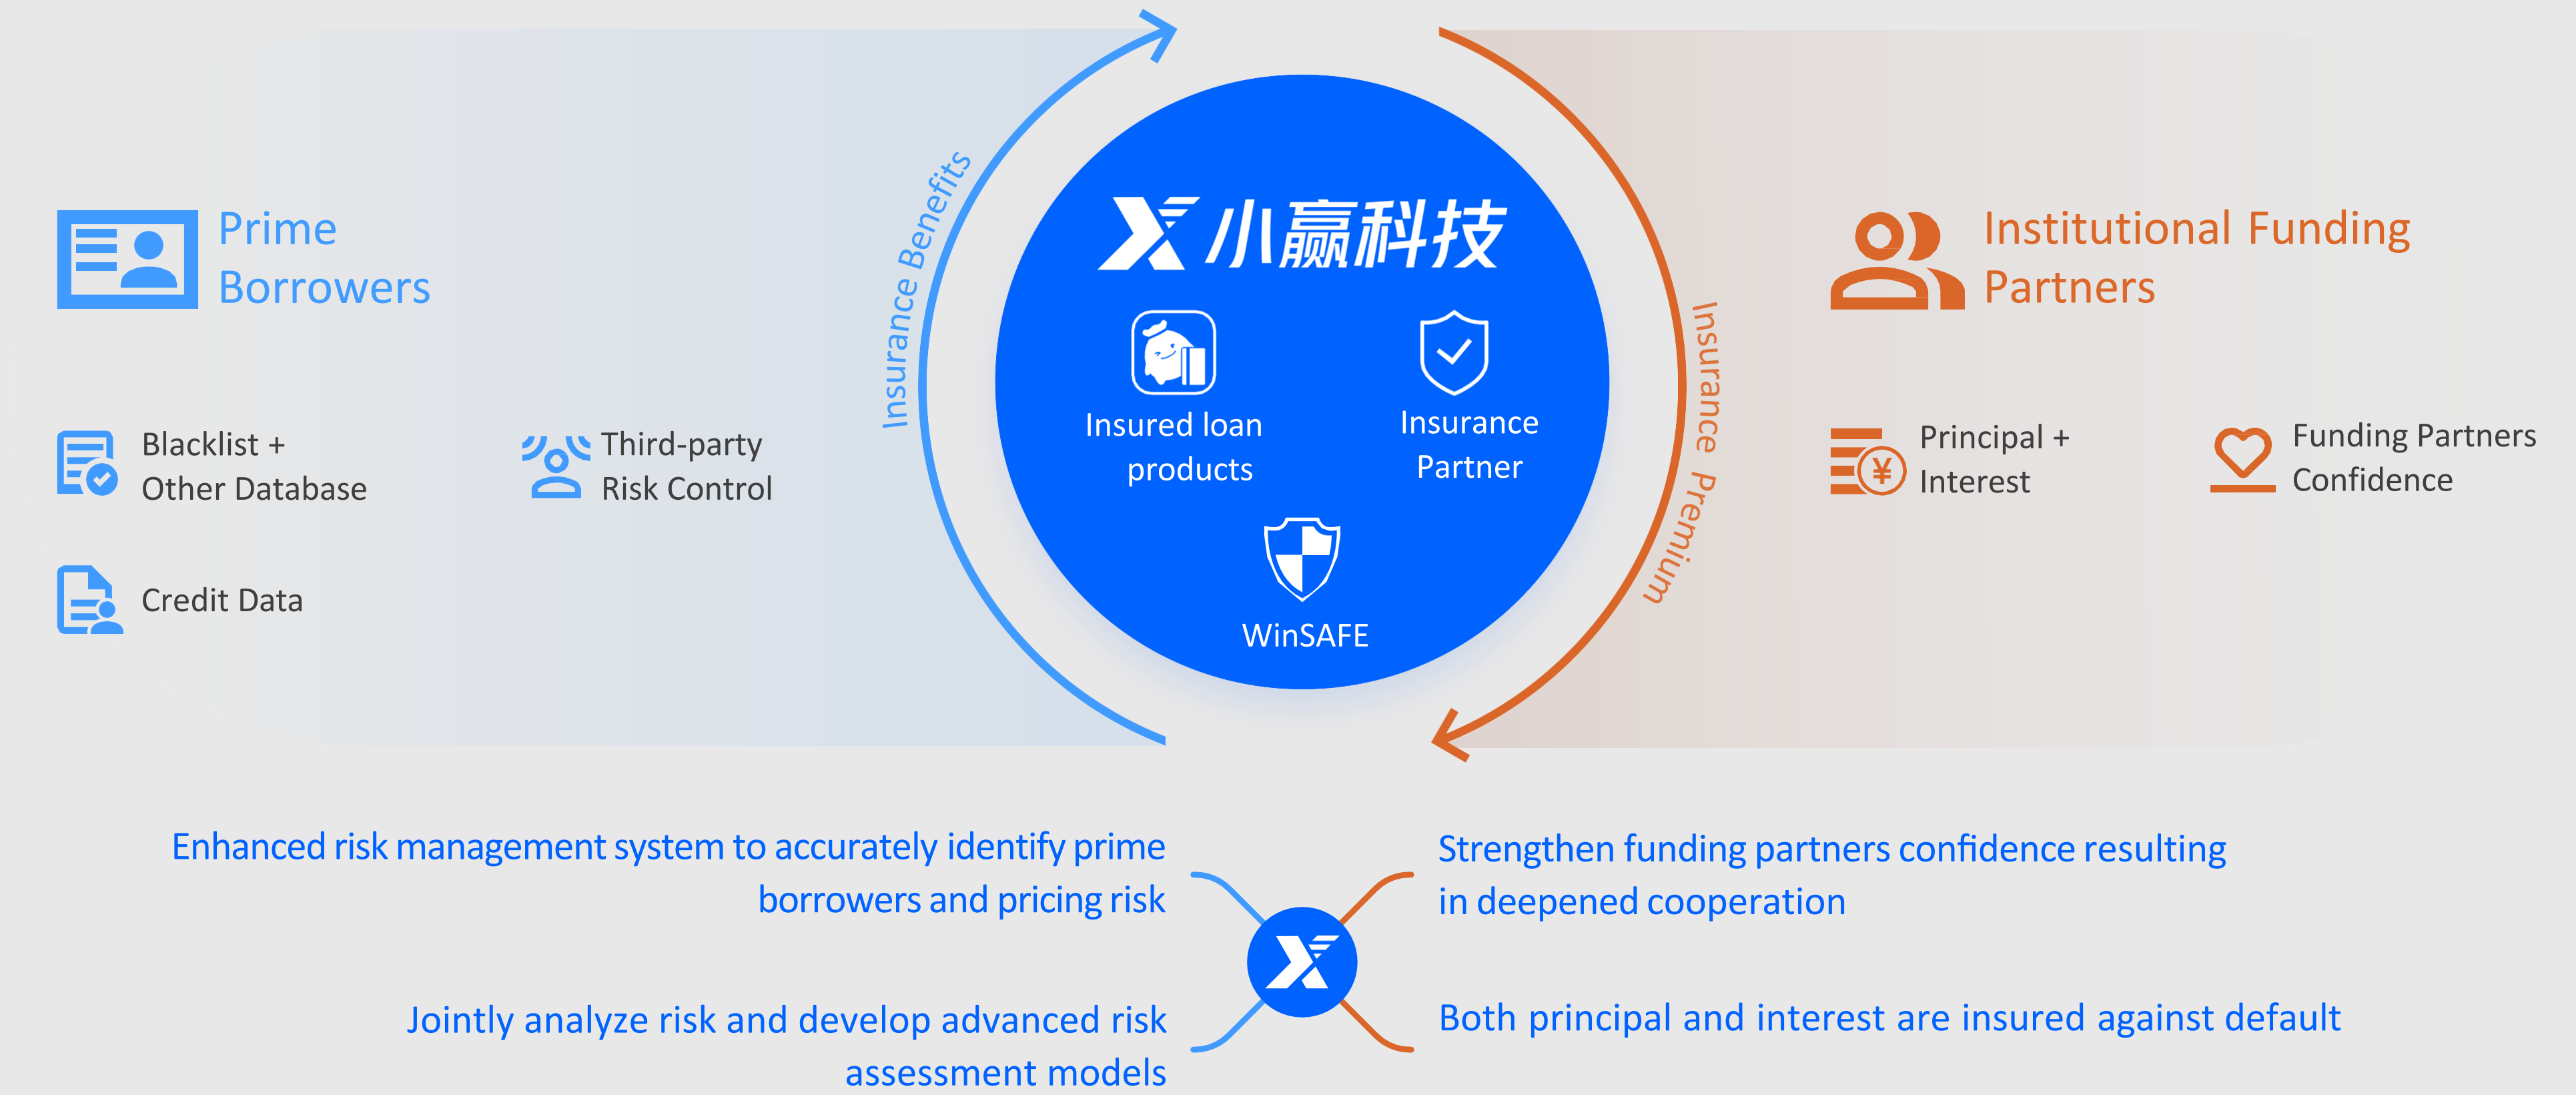 Prime
Borrowers
Blacklist +
Other Database
Third-party
Risk Control
Credit Data
Insurance Benefits
小赢科技
Insured loan
products
Insurance
Partner
WinSAFE
Insurance Premium
Institutional Funding
Partners
¥
Principal +
Interest
Funding Partners
Confidence
Enhanced risk management system to accurately identify prime
borrowers and pricing risk
Jointly analyze risk and develop advanced risk
assessment models
Strengthen funding partners confidence resulting
in deepened cooperation
Both principal and interest are insured against default